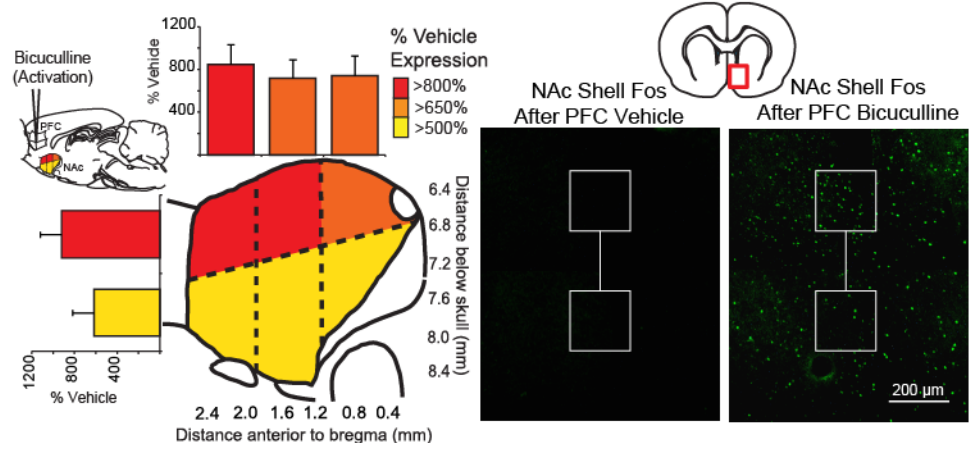 Bicuculline
(Activation)
PFC
NAc
% Vehicle
1200
800
400
% Vehicle
Expression
>800%
>650%
>500%
6.4
6.8
7.2
7.6
8.0
8.4
Distance below skull (mm)
1200
800
400
% Vehicle
2.4 2.0 1.6 1.2 0.8 0.4
Distance anterior to bregma (mm)
NAc Shell Fos
After PFC Vehicle
NAc Shell Fos
After PFC Bicuculline
200 µm